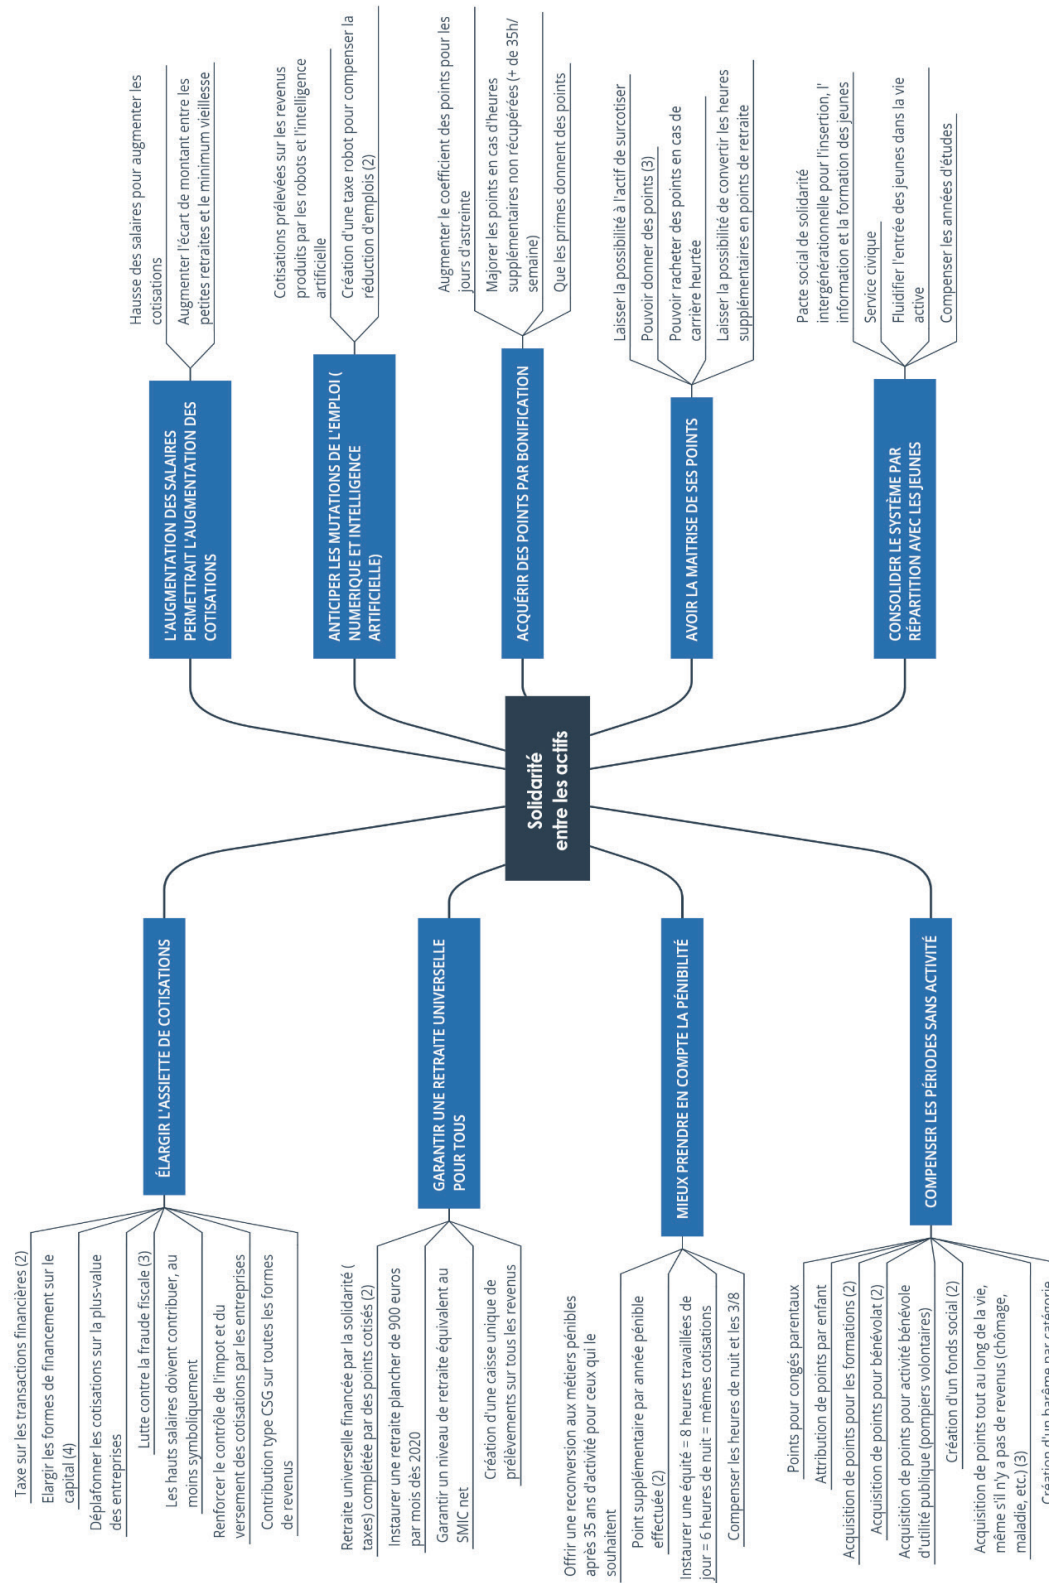 Solidarité
entre les actifs
ÉLARGIR L'ASSIETTE DE COTISATIONS
Taxe sur les transactions financières (2)
Elargir les formes de financement sur le
capital (4)
Déplafonner les cotisations sur la plus-value
des entreprises
Lutte contre la fraude fiscale (3)
Les hauts salaires doivent contribuer, au
moins symboliquement
Renforcer le contrôle de l'impot et du
versement des cotisations par les entreprises
Contribution type CSG sur toutes les formes
de revenus
GARANTIR UNE RETRAITE UNIVERSELLE
POUR TOUS
Retraite universelle financée par la solidarité (
taxes) complétée par des points cotisés (2)
Instaurer une retraite plancher de 900 euros
par mois dès 2020
Garantir un niveau de retraite équivalent au
SMIC net
Création d'une caisse unique de
prélèvements sur tous les revenus
MIEUX PRENDRE EN COMPTE LA PÉNIBILITÉ
Offrir une reconversion aux métiers pénibles
après 35 ans d'activité pour ceux qui le
souhaitent
Point supplémentaire par année pénible
effectuée (2)
Instaurer une équité = 8 heures travaillées de
jour = 6 heures de nuit = mêmes cotisations
Compenser les heures de nuit et les 3/8
COMPENSER LES PÉRIODES SANS ACTIVITÉ
Points pour congés parentaux
Attribution de points par enfant
Acquisition de points pour les formations (2)
Acquisition de points pour bénévolat (2)
Acquisition de points pour activité bénévole
d'utilité publique (pompiers volontaires)
Création d'un fonds social (2)
Acquisition de points tout au long de la vie,
même s'il n'y a pas de revenus (chômage,
maladie, etc.) (3)
Création d'un barème par catégorie
L'AUGMENTATION DES SALAIRES
PERMETTRAIT L'AUGMENTATION DES
COTISATIONS
Hausse des salaires pour augmenter les
cotisations
Augmenter l'écart de montant entre les
petites retraites et le minimum vieillesse
ANTICIPER LES MUTATIONS DE L'EMPLOI (
NUMERIQUE ET INTELLIGENCE
ARTIFICIELLE)
Cotisations prélevées sur les revenus
produits par les robots et l'intelligence
artificielle
Création d'une taxe robot pour compenser la
réduction d'emplois (2)
ACQUÉRIR DES POINTS PAR BONIFICATION
Augmenter le coefficient des points pour les
jours d'astreinte
Majorer les points en cas d'heures
supplémentaires non récupérées (+ de 35h/
semaine)
Que les primes donnent des points
AVOIR LA MAITRISE DE SES POINTS
Laisser la possibilité à l'actif de surcotiser
Pouvoir donner des points (3)
Pouvoir racheter des points en cas de
carrière heurtée
Laisser la possibilité de convertir les heures
supplémentaires en points de retraite
CONSOLIDER LE SYSTÈME PAR
RÉPARTITION AVEC LES JEUNES
Pacte social de solidarité
intergénérationnelle pour l'insertion, l'
information et la formation des jeunes
Service civique
Fluidifier l'entrée des jeunes dans la vie
active
Compenser les années d'études